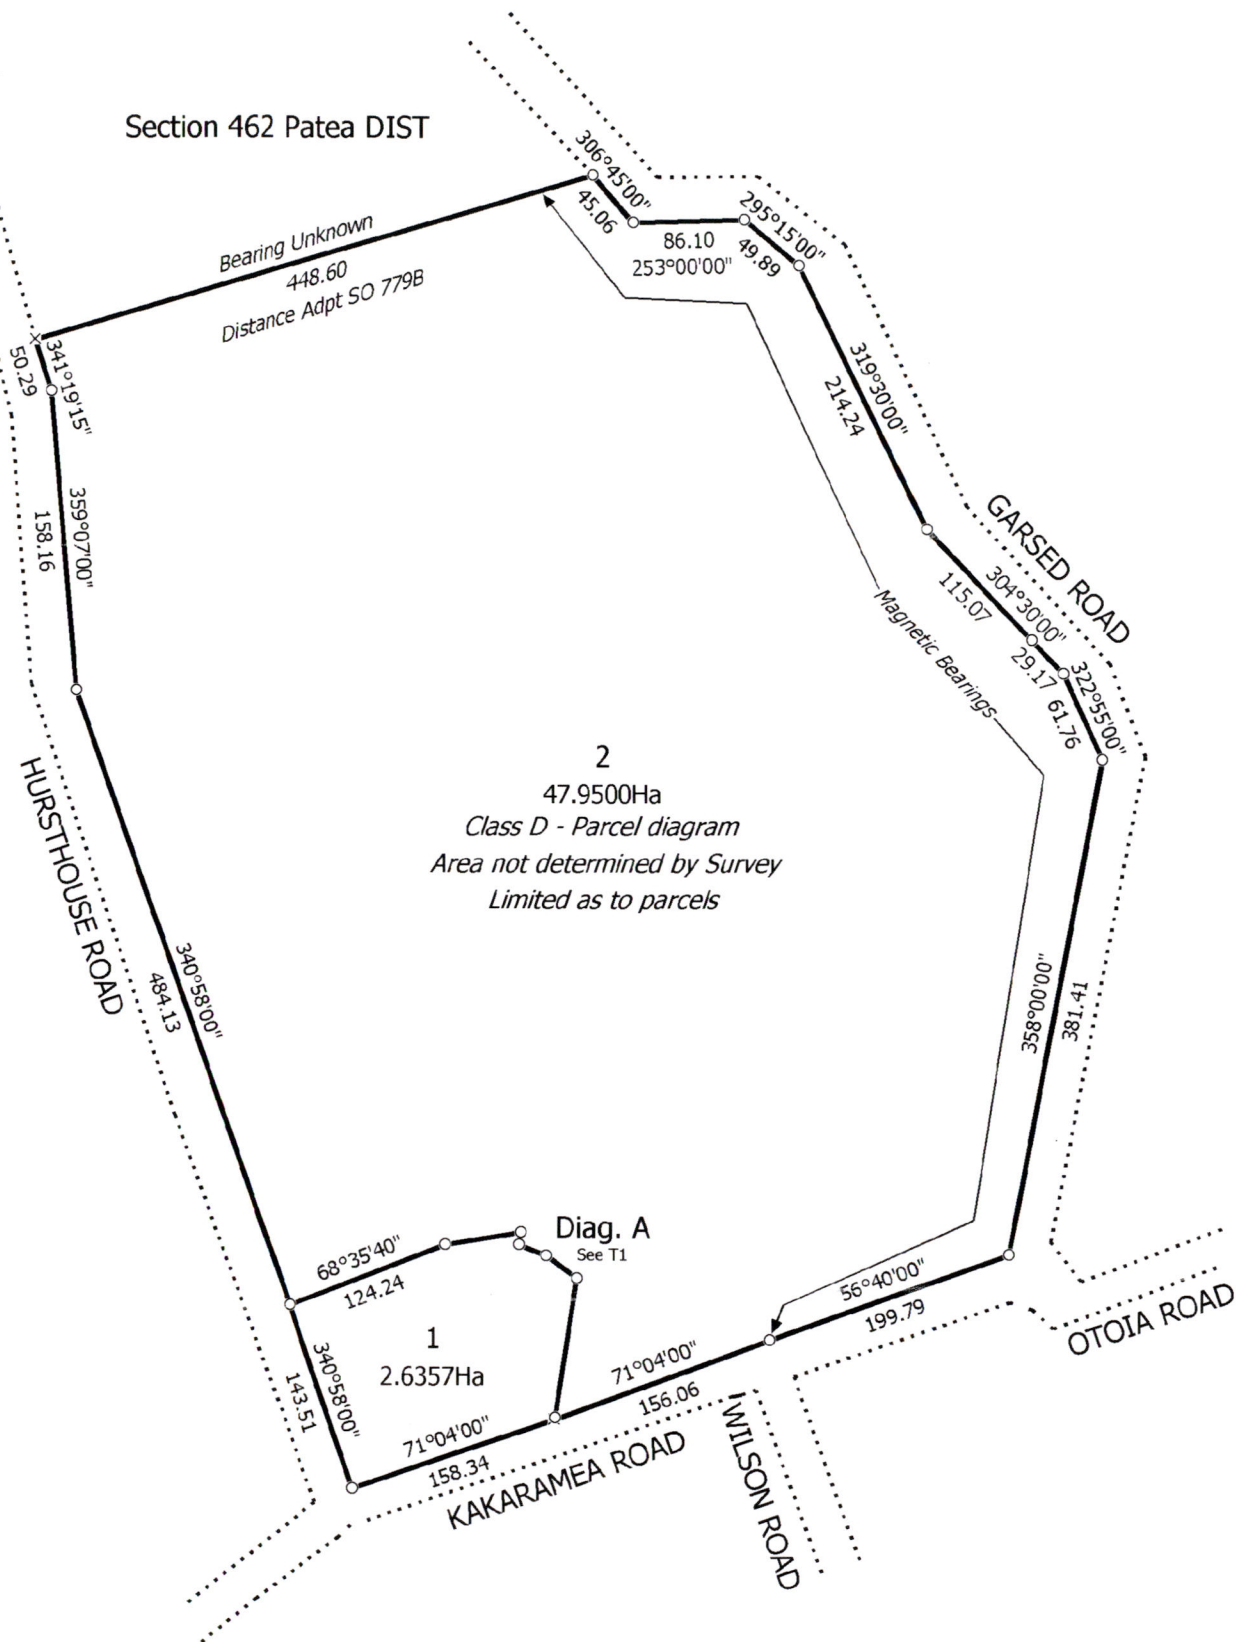 Section 462 Patea DIST
306°45'00"
45.06
295°15'00"
49.89
86.10
253°00'00"
Bearing Unknown
448.60
Distance Adpt SO 779B
341°19'15"
50.29
319°30'00"
214.24
359°07'00"
158.16
GARSED ROAD
304°30'00"
115.07
29.17
322°55'00"
61.76
Magnetic Bearings
2
47.9500Ha
Class D - Parcel diagram
Area not determined by Survey
Limited as to parcels
HURSTHOUSE ROAD
340°58'00"
484.13
358°00'00"
381.41
Diag. A
See T1
68°35'40"
124.24
56°40'00"
199.79
OTOIA ROAD
1
2.6357Ha
340°58'00"
143.51
71°04'00"
156.06
71°04'00"
158.34
KAKARAMEA ROAD
WILSON ROAD